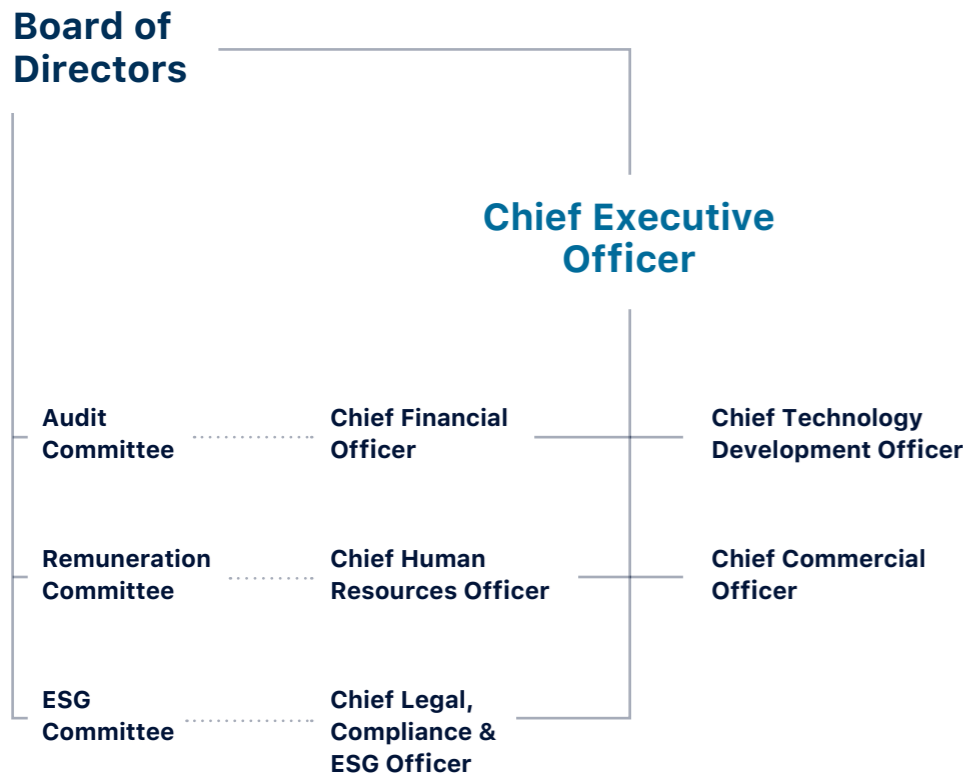 Board of
Directors
Chief Executive
Officer
Audit
Committee
Chief Financial
Officer
Chief Technology
Development Officer
Remuneration
Committee
Chief Human
Resources Officer
Chief Commercial
Officer
ESG
Committee
Chief Legal,
Compliance &
ESG Officer